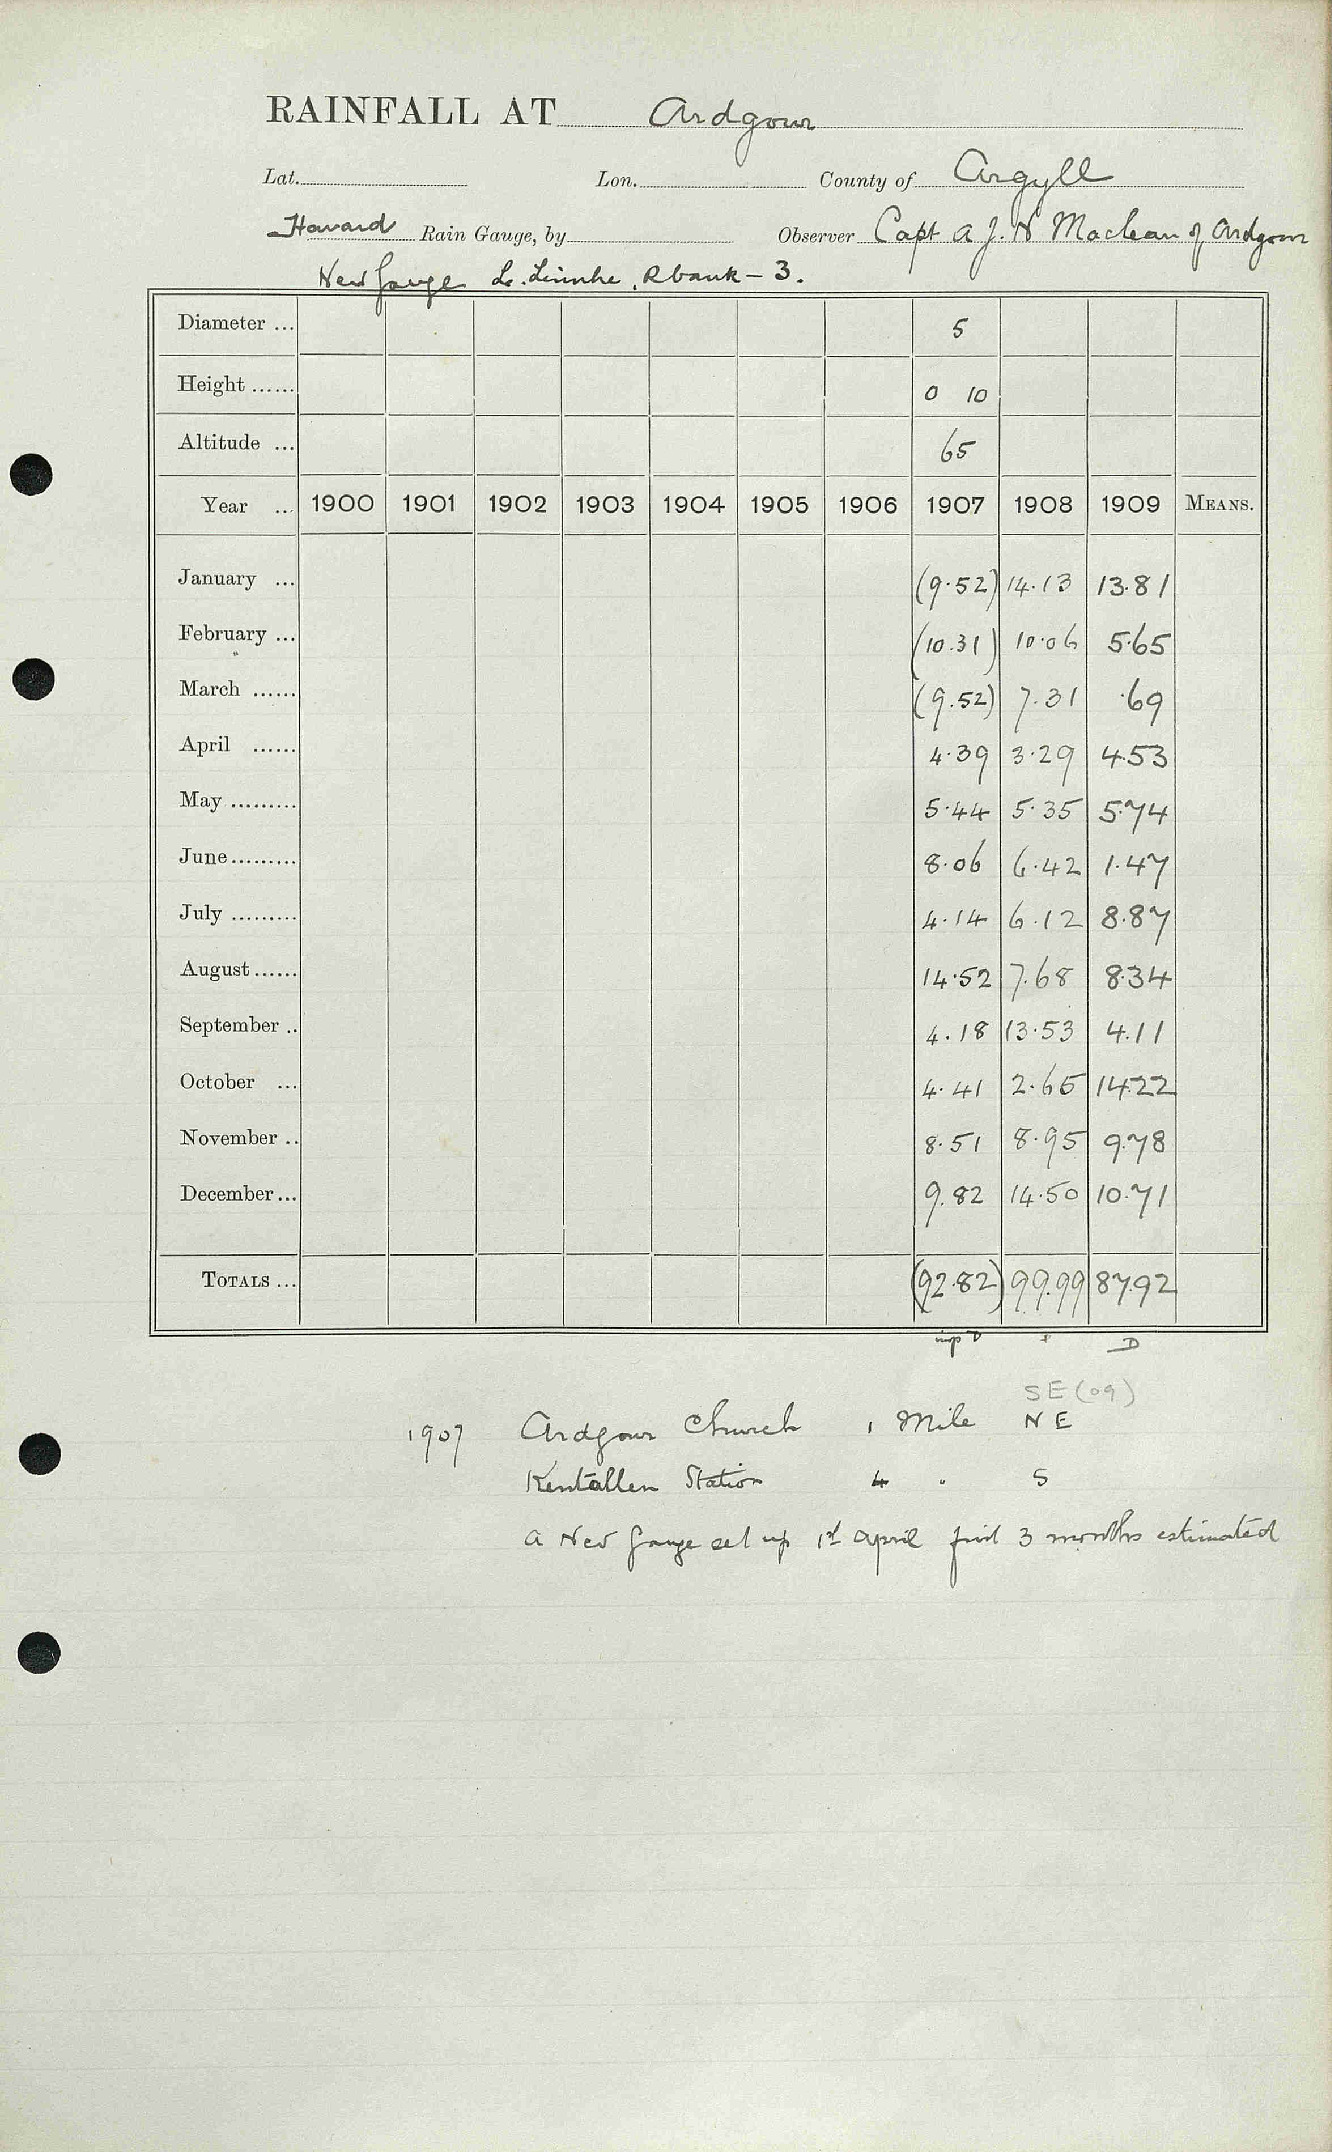 RAINFALL AT Ardgour
Lat. Lon. County of Argyll
Howard Rain Gauge, by Observer Capt A J. N Maclean of Ardgour
New Gauge L. Linnhe, R bank – 3.
Diameter ... 5
Height ...... 0 10
Altitude ... 65
Year ... 1900 1901 1902 1903 1904 1905 1906 1907 1908 1909 MEANS.
January ... (9.52) 14.13 13.81
February ... (10.31) 10.06 5.65
March ...... (9.52) 7.31 .69
April ...... 4.39 3.29 4.53
May ......... 5.44 5.35 5.74
June ......... 8.06 6.42 1.47
July ......... 4.14 6.12 8.87
August ...... 14.52 7.68 8.34
September .. 4.18 13.53 4.11
October ... 4.41 2.65 14.22
November .. 8.51 8.95 9.78
December ... 9.82 14.50 10.71
TOTALS ... (92.82) 99.99 87.92
imp D D
SE (09)
1907 Ardgour Church 1 Mile NE
Kentallen Station 4 " S
A New Gauge set up 1st April first 3 months estimated